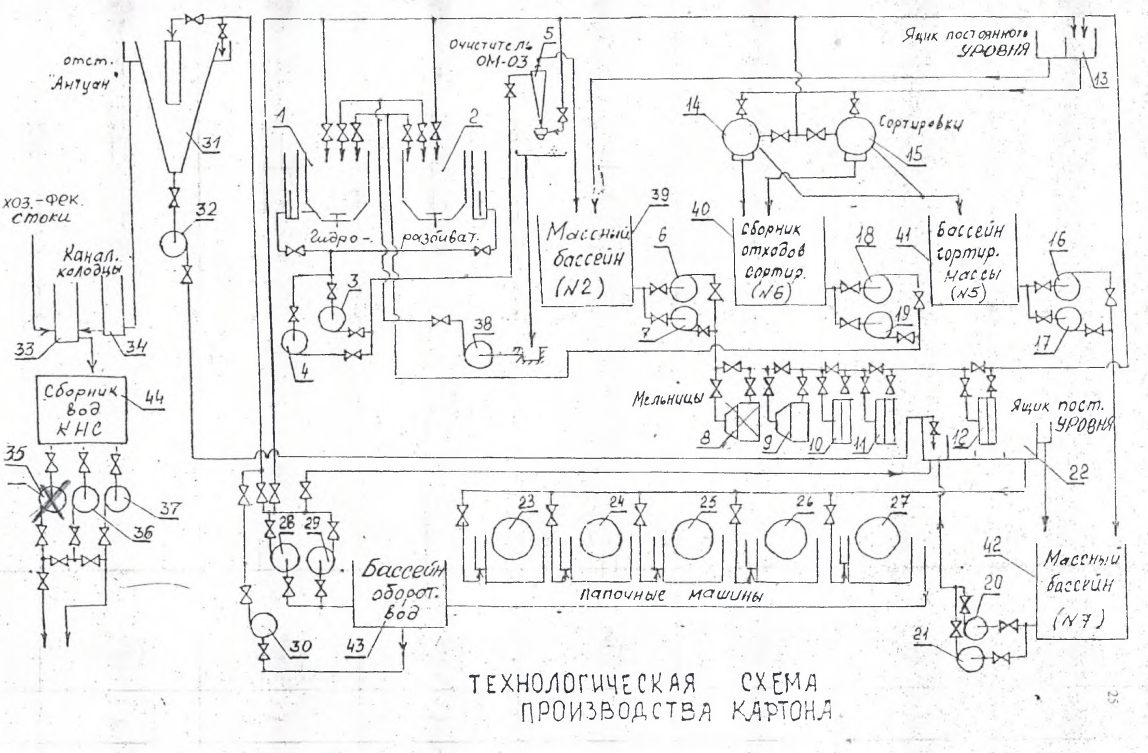 отст.
"Антуан"
31
32
хоз.-фек.
стоки
Канал.
колодцы
33
34
Сборник
вод
КНС
44
35
36
37
1
2
Гидро-
разбиват.
3
4
Очиститель
ОМ-03
5
38
Массный
бассейн
(N2)
39
6
7
Ящик постоянного
УРОВНЯ
13
14
Сортировки
15
40
Сборник
отходов
сортир.
(N6)
18
19
41
Бассейн
сортир.
массы
(N5)
16
17
Мельницы
8
9
10
11
12
Ящик пост.
УРОВНЯ
22
23
24
25
26
27
папочные машины
28
29
30
Бассейн
оборот.
вод
43
42
Массный
бассейн
(N7)
20
21
ТЕХНОЛОГИЧЕСКАЯ СХЕМА
ПРОИЗВОДСТВА КАРТОНА
25